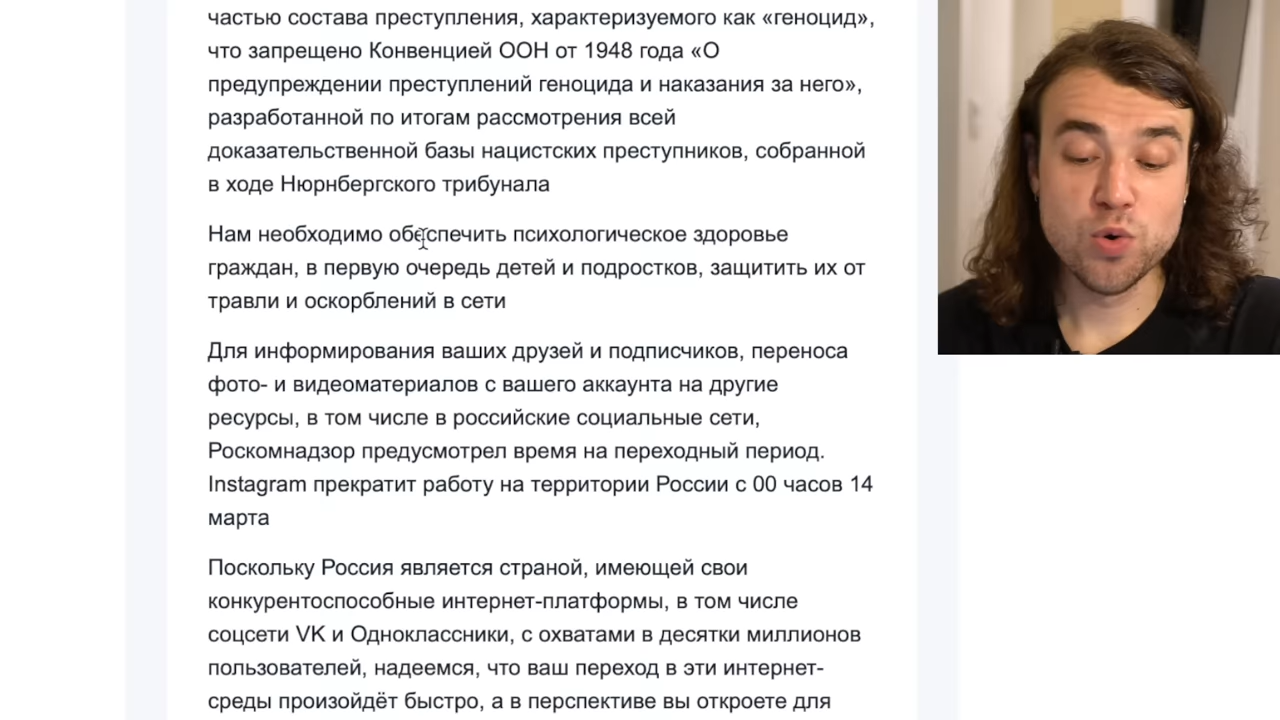 частью состава преступления, характеризуемого как «геноцид»,
что запрещено Конвенцией ООН от 1948 года «О
предупреждении преступлений геноцида и наказания за него»,
разработанной по итогам рассмотрения всей
доказательственной базы нацистских преступников, собранной
в ходе Нюрнбергского трибунала
Нам необходимо обеспечить психологическое здоровье
граждан, в первую очередь детей и подростков, защитить их от
травли и оскорблений в сети
Для информирования ваших друзей и подписчиков, переноса
фото- и видеоматериалов с вашего аккаунта на другие
ресурсы, в том числе в российские социальные сети,
Роскомнадзор предусмотрел время на переходный период.
Instagram прекратит работу на территории России с 00 часов 14
марта
Поскольку Россия является страной, имеющей свои
конкурентоспособные интернет-платформы, в том числе
соцсети VK и Одноклассники, с охватами в десятки миллионов
пользователей, надеемся, что ваш переход в эти интернет-
среды произойдёт быстро, а в перспективе вы откроете для